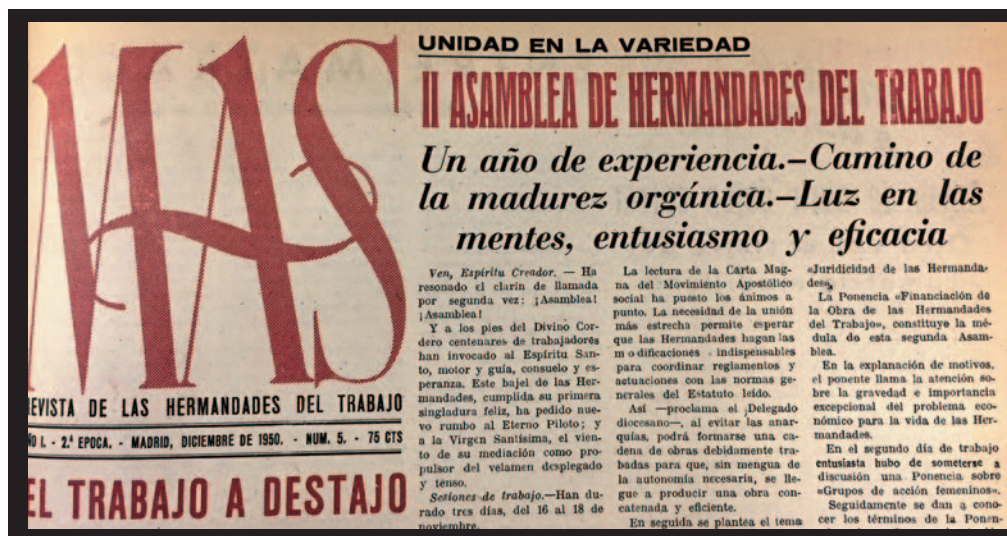 MAS
REVISTA DE LAS HERMANDADES DEL TRABAJO
AÑO I. - 2.ª EPOCA. - MADRID, DICIEMBRE DE 1950. - NUM. 5. - 75 CTS
EL TRABAJO A DESTAJO
UNIDAD EN LA VARIEDAD
II ASAMBLEA DE HERMANDADES DEL TRABAJO
Un año de experiencia.–Camino de
la madurez orgánica.–Luz en las
mentes, entusiasmo y eficacia
Ven, Espíritu Creador. — Ha
resonado el clarín de llamada
por segunda vez: ¡Asamblea!
¡Asamblea!
Y a los pies del Divino Cor-
dero centenares de trabajadores
han invocado al Espíritu San-
to, motor y guía, consuelo y es-
peranza. Este bajel de las Her-
mandades, cumplida su primera
singladura feliz, ha pedido nue-
vo rumbo al Eterno Piloto; y
a la Virgen Santísima, el vien-
to de su mediación como pro-
pulsor del velamen desplegado
y tenso.
Sesiones de trabajo.—Han du-
rado tres días, del 16 al 18 de
noviembre.
La lectura de la Carta Mag-
na del Movimiento Apostólico
social ha puesto los ánimos a
punto. La necesidad de la unión
más estrecha permite esperar
que las Hermandades hagan las
modificaciones indispensables
para coordinar reglamentos y
actuaciones con las normas ge-
nerales del Estatuto leído.
Así —proclama el Delegado
diocesano—, al evitar las anar-
quías, podrá formarse una ca-
dena de obras debidamente tra-
badas para que, sin mengua de
la autonomía necesaria, se lle-
gue a producir una obra con-
catenada y eficiente.
En seguida se plantea el tema
«Juridicidad de las Hermanda-
des».
La Ponencia «Financiación de
la Obra de las Hermandades
del Trabajo», constituye la mé-
dula do esta segunda Asam-
blea.
En la explanación de motivos,
el ponente llama la atención so-
bre la gravedad e importancia
excepcional del problema eco-
nómico para la vida de las Her-
mandades.
En el segundo día de trabajo
entusiasta hubo de someterse a
discusión una Ponencia sobre
«Grupos de acción femeninos».
Seguidamente se dan a cono-
cer los términos de la Ponen-